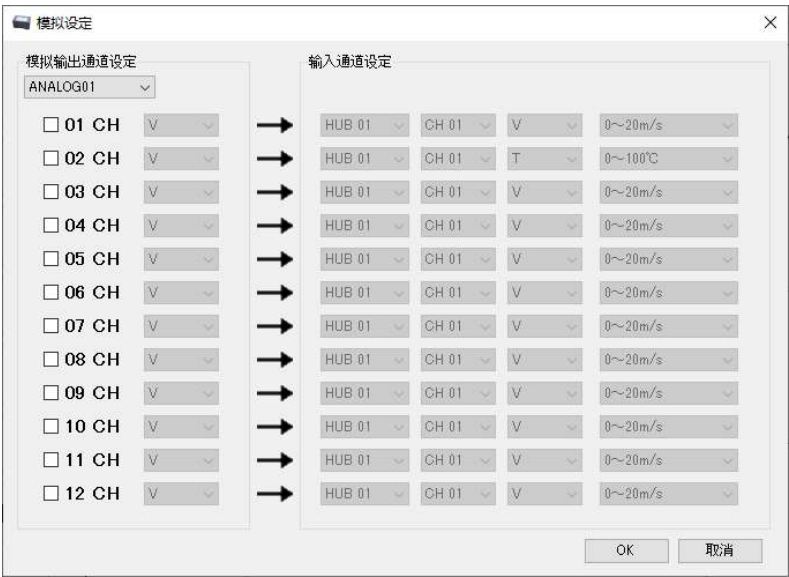 模拟设定
模拟输出通道设定
输入通道设定
ANALOG01
01 CH V HUB 01 CH 01 V 0～20m/s
02 CH V HUB 01 CH 01 T 0～100℃
03 CH V HUB 01 CH 01 V 0～20m/s
04 CH V HUB 01 CH 01 V 0～20m/s
05 CH V HUB 01 CH 01 V 0～20m/s
06 CH V HUB 01 CH 01 V 0～20m/s
07 CH V HUB 01 CH 01 V 0～20m/s
08 CH V HUB 01 CH 01 V 0～20m/s
09 CH V HUB 01 CH 01 V 0～20m/s
10 CH V HUB 01 CH 01 V 0～20m/s
11 CH V HUB 01 CH 01 V 0～20m/s
12 CH V HUB 01 CH 01 V 0～20m/s
OK 取消